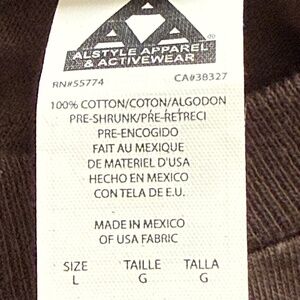 ALSTYLE APPAREL
& ACTIVEWEAR
®
RN#55774 CA#38327
100% COTTON/COTON/ALGODON
PRE-SHRUNK/PRÉ-RETRECI
PRE-ENCOGIDO
FAIT AU MEXIQUE
DE MATERIEL D'USA
HECHO EN MEXICO
CON TELA DE E.U.
MADE IN MEXICO
OF USA FABRIC
SIZE TAILLE TALLA
L G G